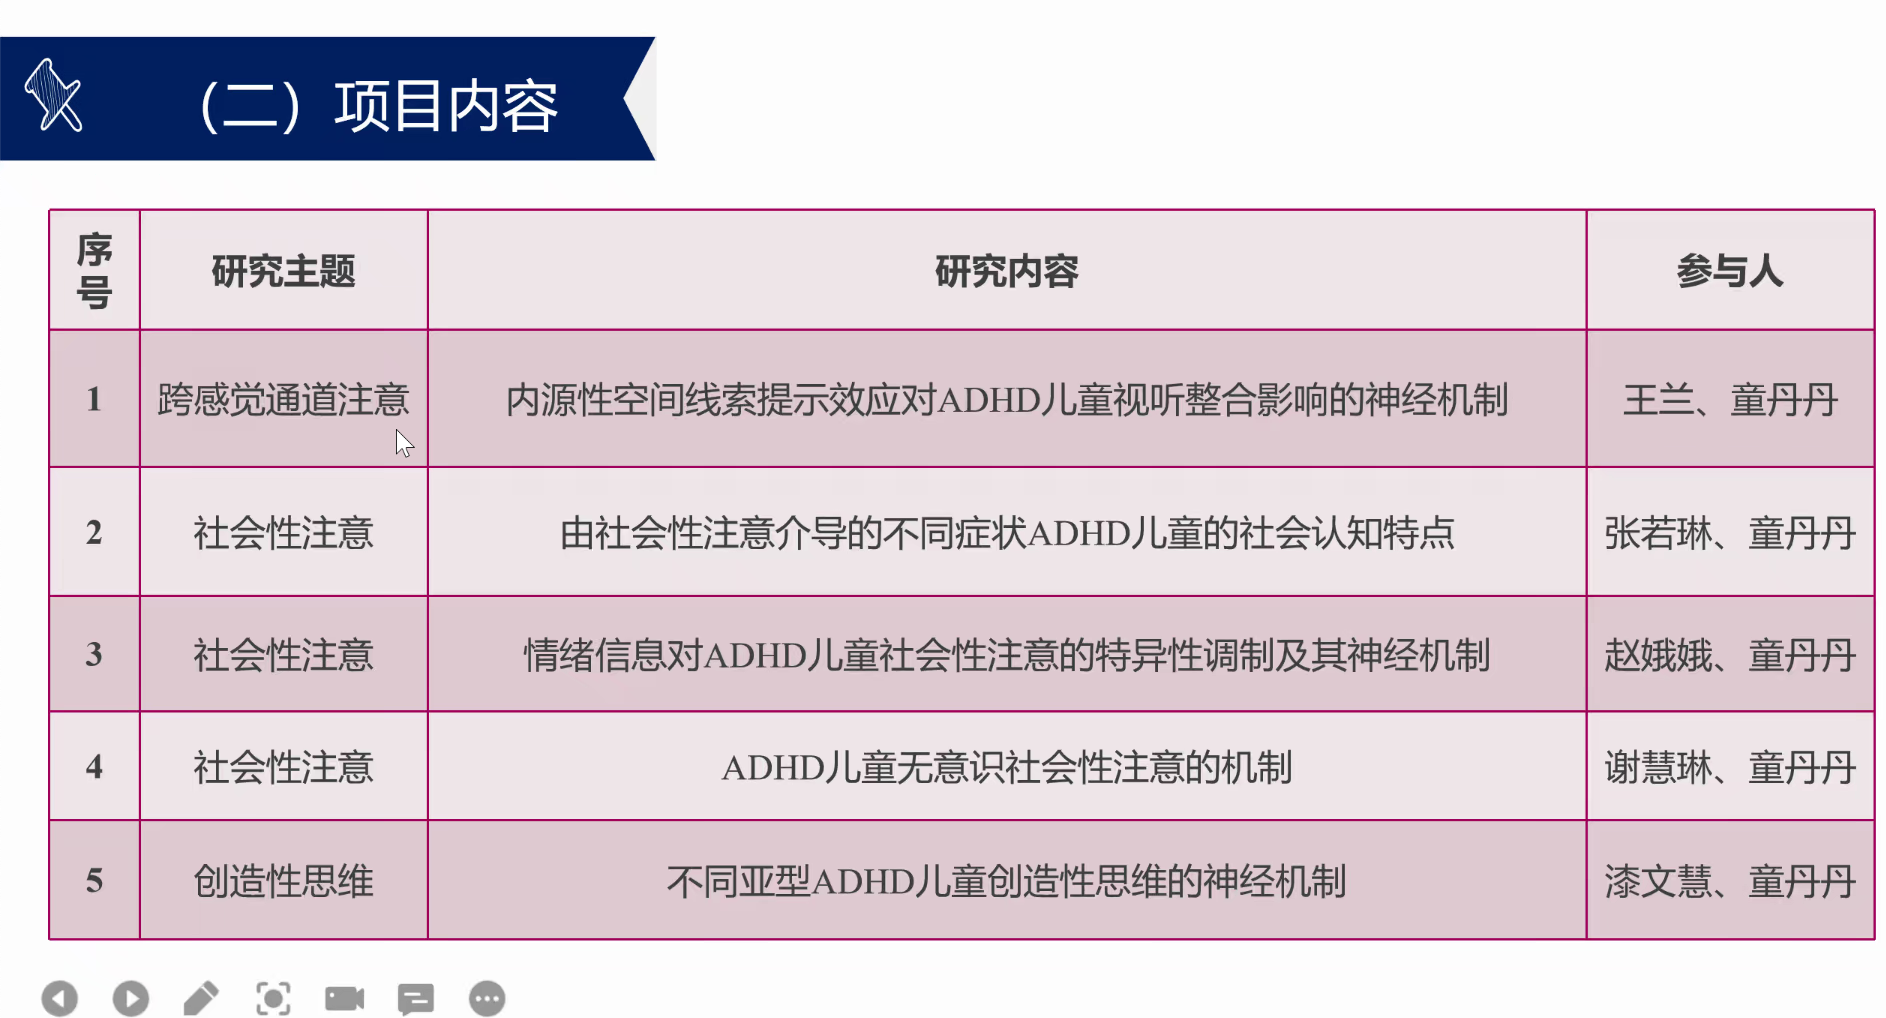 （二）项目内容
序号 研究主题 研究内容 参与人
1 跨感觉通道注意 内源性空间线索提示效应对ADHD儿童视听整合影响的神经机制 王兰、童丹丹
2 社会性注意 由社会性注意介导的不同症状ADHD儿童的社会认知特点 张若琳、童丹丹
3 社会性注意 情绪信息对ADHD儿童社会性注意的特异性调制及其神经机制 赵娥娥、童丹丹
4 社会性注意 ADHD儿童无意识社会性注意的机制 谢慧琳、童丹丹
5 创造性思维 不同亚型ADHD儿童创造性思维的神经机制 漆文慧、童丹丹